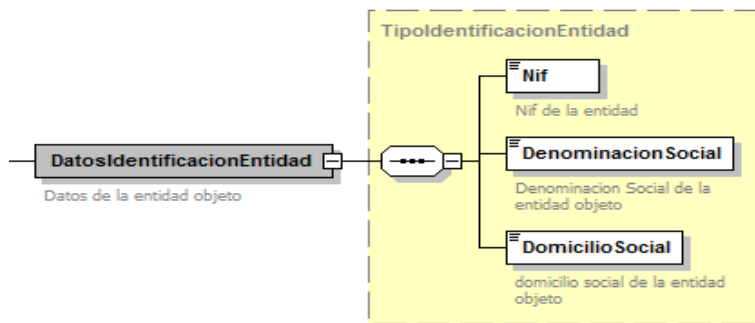 TipoIdentificacionEntidad
Nif
Nif de la entidad
DatosIdentificacionEntidad
Datos de la entidad objeto
DenominacionSocial
Denominacion Social de la
entidad objeto
DomicilioSocial
domicilio social de la entidad
objeto